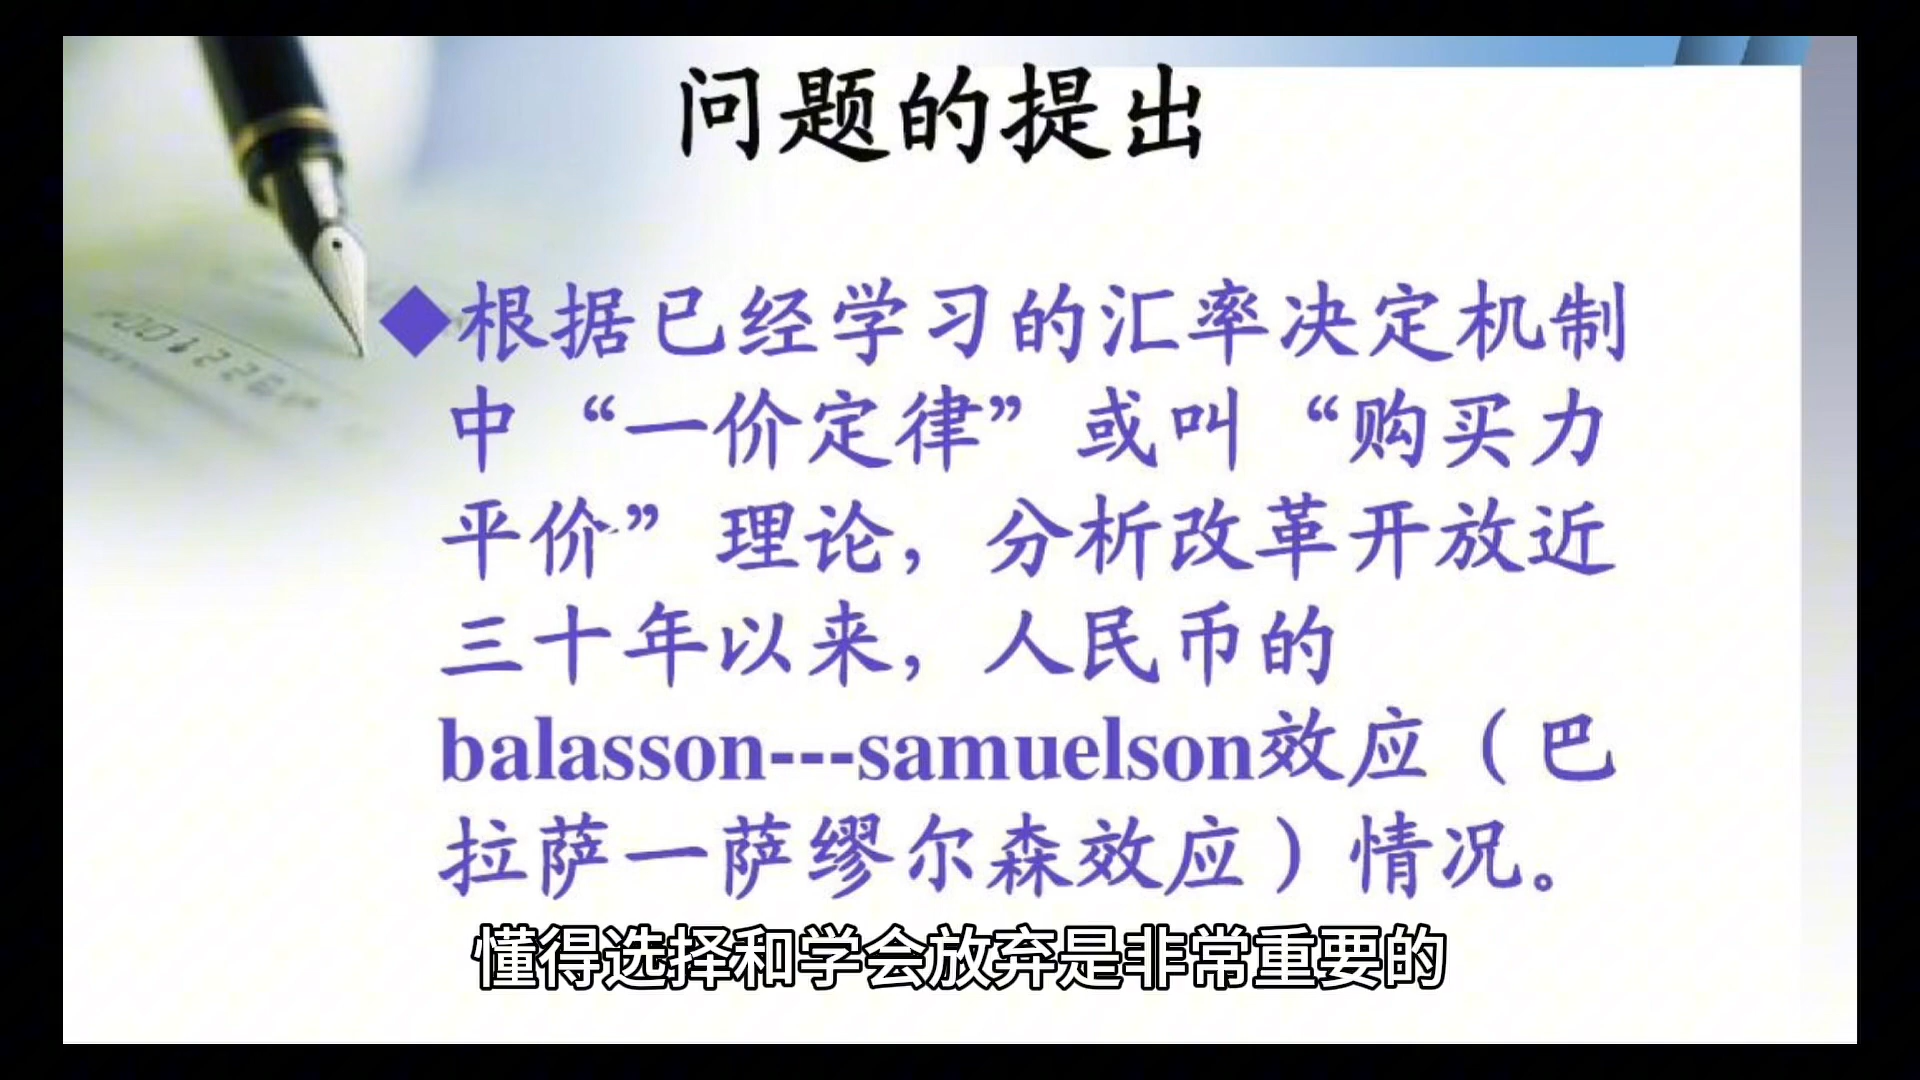 问题的提出
◆根据已经学习的汇率决定机制
中“一价定律”或叫“购买力
平价”理论，分析改革开放近
三十年以来，人民币的
balasson---samuelson效应（巴
拉萨一萨缪尔森效应）情况。
懂得选择和学会放弃是非常重要的